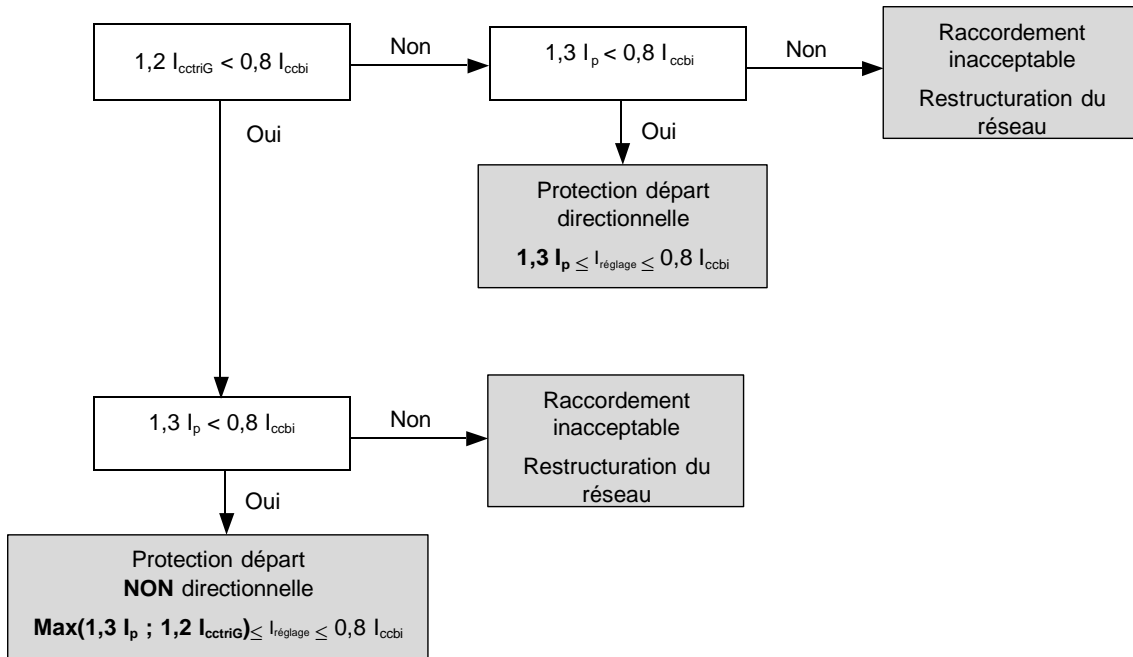 1,2 IcctriG < 0,8 Iccbi
Non
1,3 Ip < 0,8 Iccbi
Non
Raccordement
inacceptable
Restructuration du
réseau
Oui
Oui
Protection départ
directionnelle
1,3 Ip ≤ Iréglage ≤ 0,8 Iccbi
1,3 Ip < 0,8 Iccbi
Non
Raccordement
inacceptable
Restructuration du
réseau
Oui
Protection départ
NON directionnelle
Max(1,3 Ip ; 1,2 IcctriG) ≤ Iréglage ≤ 0,8 Iccbi